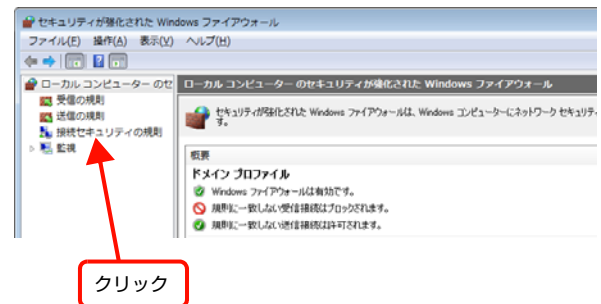 セキュリティが強化された Windows ファイアウォール
ファイル(F) 操作(A) 表示(V) ヘルプ(H)
ローカル コンピューター のセ
受信の規則
送信の規則
接続セキュリティの規則
監視
ローカル コンピューター のセキュリティが強化された Windows ファイアウォール
セキュリティが強化された Windows ファイアウォールは、Windows コンピューターにネットワーク セキュリテ
す。
概要
ドメイン プロファイル
Windows ファイアウォールは有効です。
規則に一致しない受信接続はブロックされます。
規則に一致しない送信接続は許可されます。
クリック